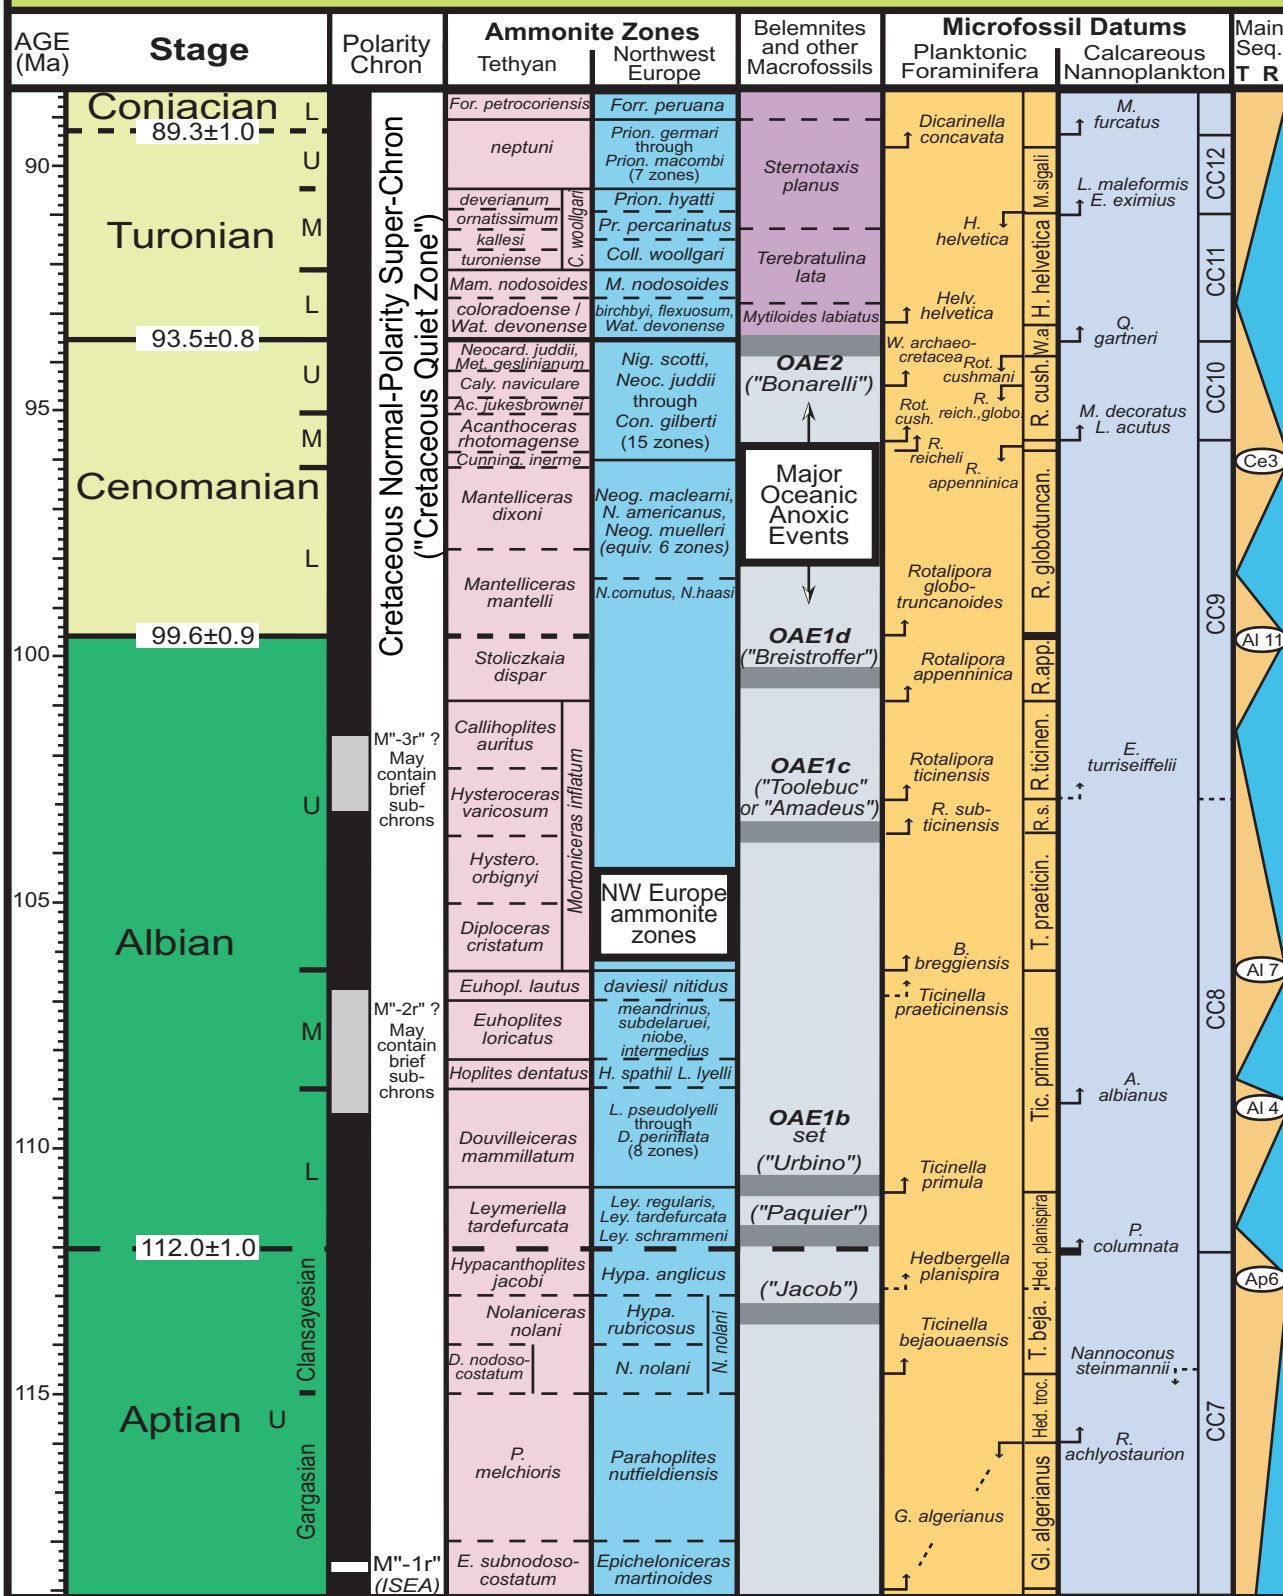 AGE
(Ma)
Stage
Polarity
Chron
Ammonite Zones
Tethyan
Northwest
Europe
Belemnites
and other
Macrofossils
Microfossil Datums
Planktonic
Foraminifera
Calcareous
Nannoplankton
Main
Seq.
T R
90
95
100
105
110
115
Coniacian
L
89.3±1.0
U
Turonian
M
L
93.5±0.8
U
M
Cenomanian
L
99.6±0.9
U
Albian
M
L
112.0±1.0
Clansayesian
Aptian
U
Gargasian
Cretaceous Normal-Polarity Super-Chron
("Cretaceous Quiet Zone")
M"-3r" ?
May
contain
brief
sub-
chrons
M"-2r" ?
May
contain
brief
sub-
chrons
M"-1r"
(ISEA)
For. petrocoriensis
neptuni
deverianum
ornatissimum
kallesi
turoniense
C. woollgari
Mam. nodosoides
coloradoense /
Wat. devonense
Neocard. juddii,
Met. geslinianum
Caly. naviculare
Ac. jukesbrownei
Acanthoceras
rhotomagense
Cunning. inerme
Mantelliceras
dixoni
Mantelliceras
mantelli
Stoliczkaia
dispar
Callihoplites
auritus
Hysteroceras
varicosum
Hystero.
orbignyi
Diploceras
cristatum
Mortoniceras inflatum
Euhopl. lautus
Euhoplites
loricatus
Hoplites dentatus
Douvilleiceras
mammillatum
Leymeriella
tardefurcata
Hypacanthoplites
jacobi
Nolaniceras
nolani
D. nodoso-
costatum
P.
melchioris
E. subnodoso-
costatum
Forr. peruana
Prion. germari
through
Prion. macombi
(7 zones)
Prion. hyatti
Pr. percarinatus
Coll. woollgari
M. nodosoides
birchbyi, flexuosum,
Wat. devonense
Nig. scotti,
Neoc. juddii
through
Con. gilberti
(15 zones)
Neog. maclearni,
N. americanus,
Neog. muelleri
(equiv. 6 zones)
N.cornutus, N.haasi
NW Europe
ammonite
zones
daviesi/ nitidus
meandrinus,
subdelaruei,
niobe,
intermedius
H. spathi/ L. lyelli
L. pseudolyelli
through
D. perinflata
(8 zones)
Ley. regularis,
Ley. tardefurcata
Ley. schrammeni
Hypa. anglicus
Hypa.
rubricosus
N. nolani
N. nolani
Parahoplites
nutfieldiensis
Epicheloniceras
martinoides
Sternotaxis
planus
Terebratulina
lata
Mytiloides labiatus
OAE2
("Bonarelli")
Major
Oceanic
Anoxic
Events
OAE1d
("Breistroffer")
OAE1c
("Toolebuc"
or "Amadeus")
OAE1b
set
("Urbino")
("Paquier")
("Jacob")
Dicarinella
concavata
H.
helvetica
Helv.
helvetica
W. archaeo-
cretacea
Rot.
cushmani
R.
reich.,globo.
Rot.
cush.
R.
reicheli
R.
appenninica
Rotalipora
globo-
truncanoides
Rotalipora
appenninica
Rotalipora
ticinensis
R. sub-
ticinensis
B.
breggiensis
Ticinella
praeticinensis
Ticinella
primula
Hedbergella
planispira
Ticinella
bejaouaensis
G. algerianus
M.sigali
H. helvetica
W.a.
R. cush.
R. globotuncan.
R.app.
R.ticinen.
R.s.
T. praeticin.
Tic. primula
Hed. planispira
T. beja.
Hed. troc.
Gl. algerianus
M.
furcatus
L. maleformis
E. eximius
Q.
gartneri
M. decoratus
L. acutus
E.
turriseiffelii
A.
albianus
P.
columnata
Nannoconus
steinmannii
R.
achlyostaurion
CC12
CC11
CC10
CC9
CC8
CC7
Ce3
Al 11
Al 7
Al 4
Ap6